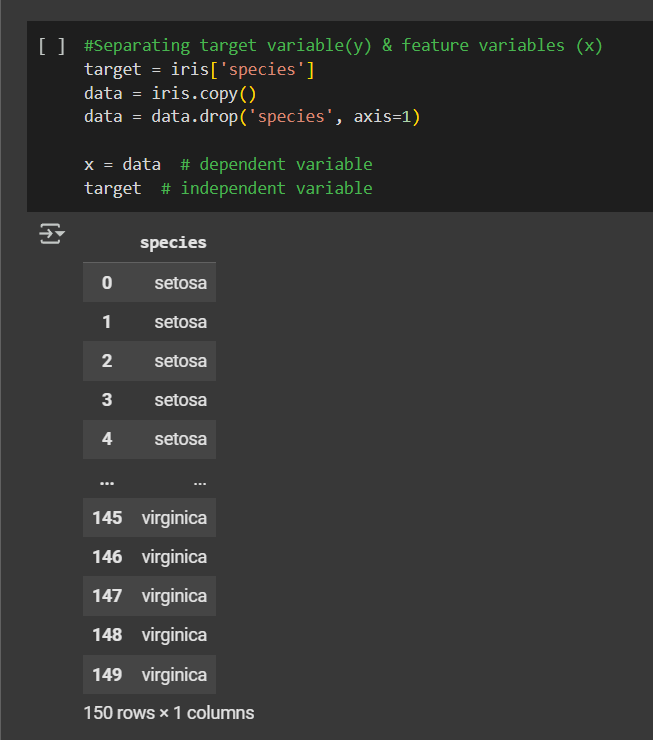 [ ] #Separating target variable(y) & feature variables (x)
target = iris['species']
data = iris.copy()
data = data.drop('species', axis=1)
x = data  # dependent variable
target  # independent variable
species
0 setosa
1 setosa
2 setosa
3 setosa
4 setosa
... ...
145 virginica
146 virginica
147 virginica
148 virginica
149 virginica
150 rows × 1 columns